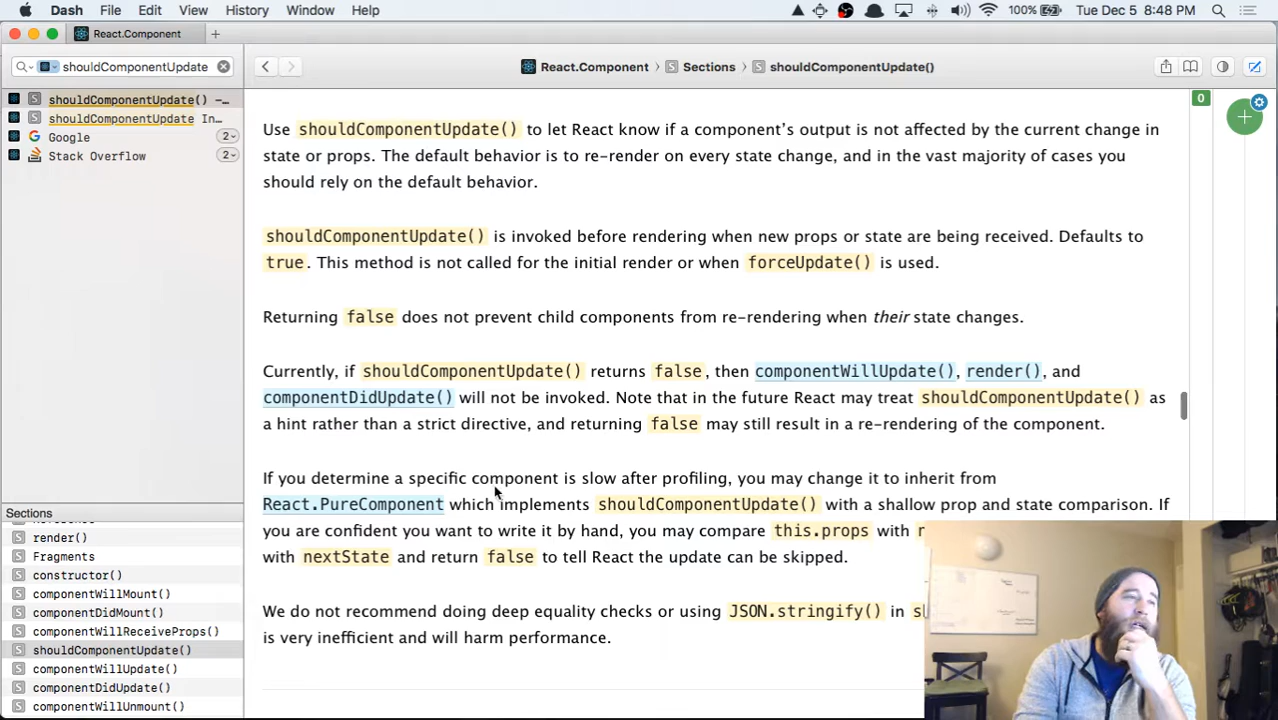 Dash File Edit View History Window Help 100% Tue Dec 5 8:48 PM
React.Component
shouldComponentUpdate
React.Component Sections shouldComponentUpdate()
shouldComponentUpdate() –...
shouldComponentUpdate In...
Google 2
Stack Overflow 2
0
Use shouldComponentUpdate() to let React know if a component's output is not affected by the current change in
state or props. The default behavior is to re-render on every state change, and in the vast majority of cases you
should rely on the default behavior.
shouldComponentUpdate() is invoked before rendering when new props or state are being received. Defaults to
true. This method is not called for the initial render or when forceUpdate() is used.
Returning false does not prevent child components from re-rendering when their state changes.
Currently, if shouldComponentUpdate() returns false, then componentWillUpdate(), render(), and
componentDidUpdate() will not be invoked. Note that in the future React may treat shouldComponentUpdate() as
a hint rather than a strict directive, and returning false may still result in a re-rendering of the component.
If you determine a specific component is slow after profiling, you may change it to inherit from
React.PureComponent which implements shouldComponentUpdate() with a shallow prop and state comparison. If
you are confident you want to write it by hand, you may compare this.props with
with nextState and return false to tell React the update can be skipped.
We do not recommend doing deep equality checks or using JSON.stringify() in
is very inefficient and will harm performance.
Sections
render()
Fragments
constructor()
componentWillMount()
componentDidMount()
componentWillReceiveProps()
shouldComponentUpdate()
componentWillUpdate()
componentDidUpdate()
componentWillUnmount()